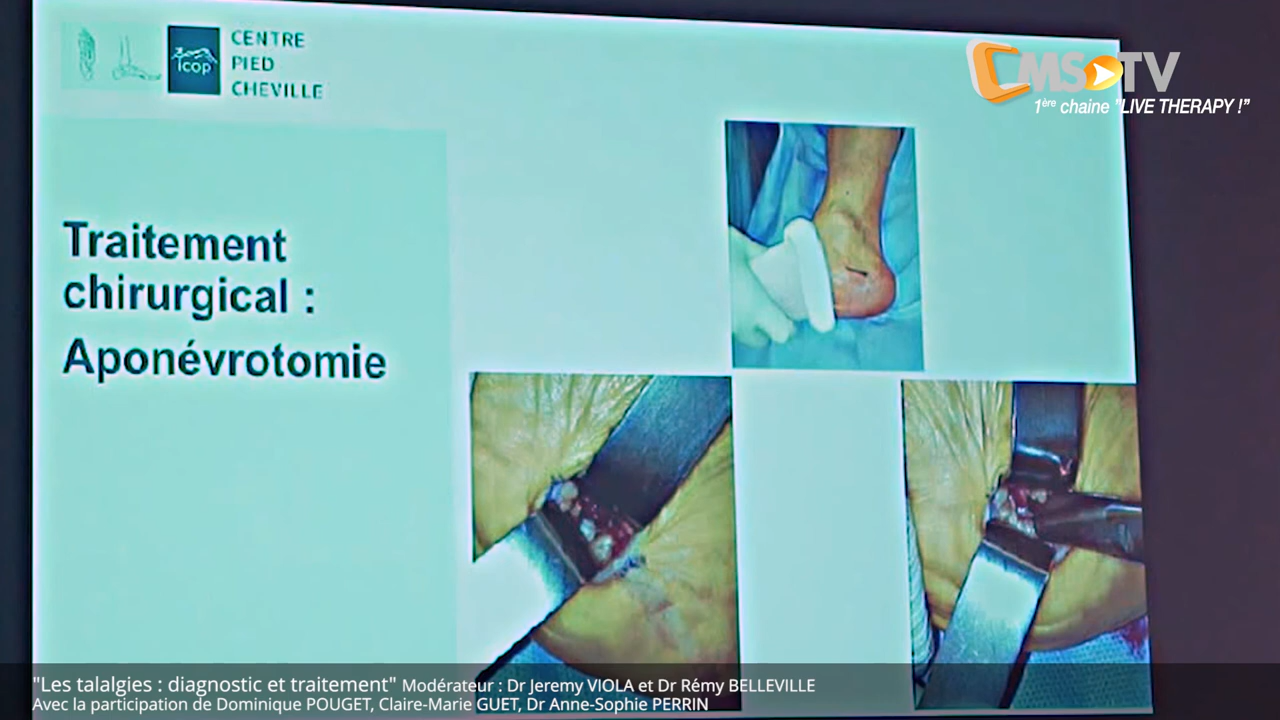 icop
CENTRE
PIED
CHEVILLE
CMS TV
1ère chaine "LIVE THERAPY !"
Traitement
chirurgical :
Aponévrotomie
"Les talalgies : diagnostic et traitement" Modérateur : Dr Jeremy VIOLA et Dr Rémy BELLEVILLE
Avec la participation de Dominique POUGET, Claire-Marie GUET, Dr Anne-Sophie PERRIN